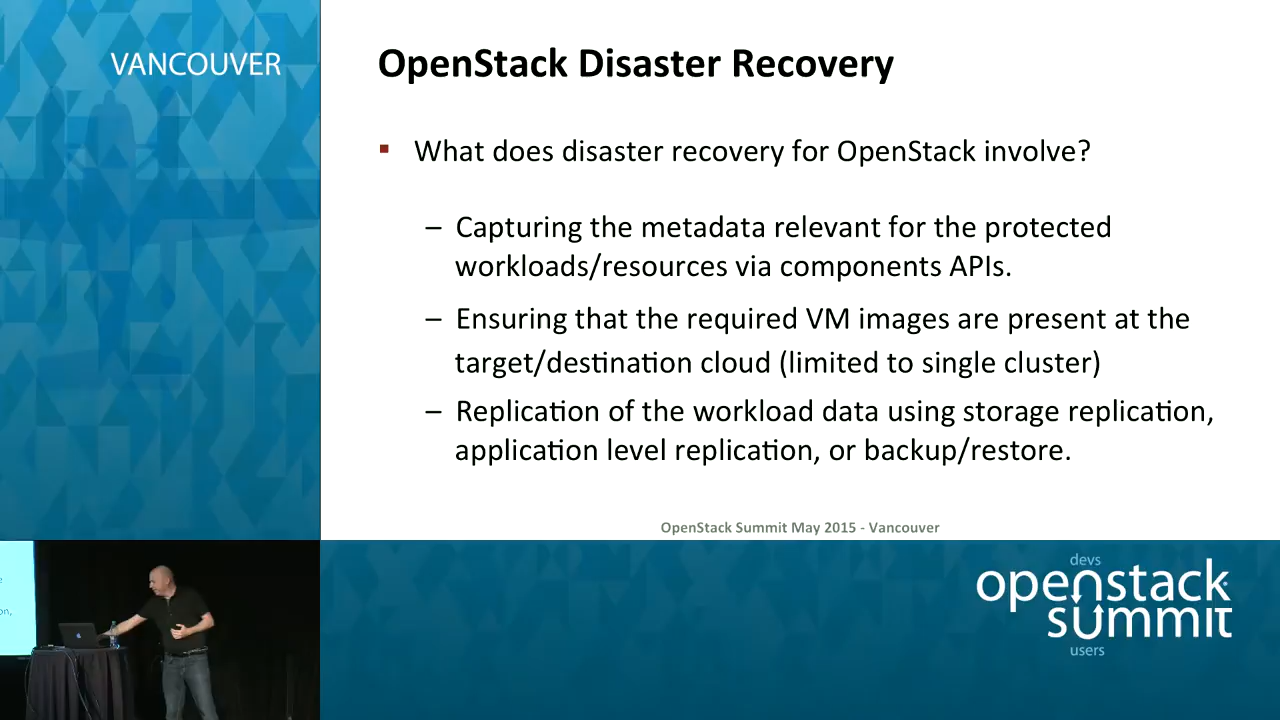 VANCOUVER
OpenStack Disaster Recovery
▪ What does disaster recovery for OpenStack involve?
– Capturing the metadata relevant for the protected
workloads/resources via components APIs.
– Ensuring that the required VM images are present at the
target/destination cloud (limited to single cluster)
– Replication of the workload data using storage replication,
application level replication, or backup/restore.
OpenStack Summit May 2015 - Vancouver
devs
openstack
summit
users
on,